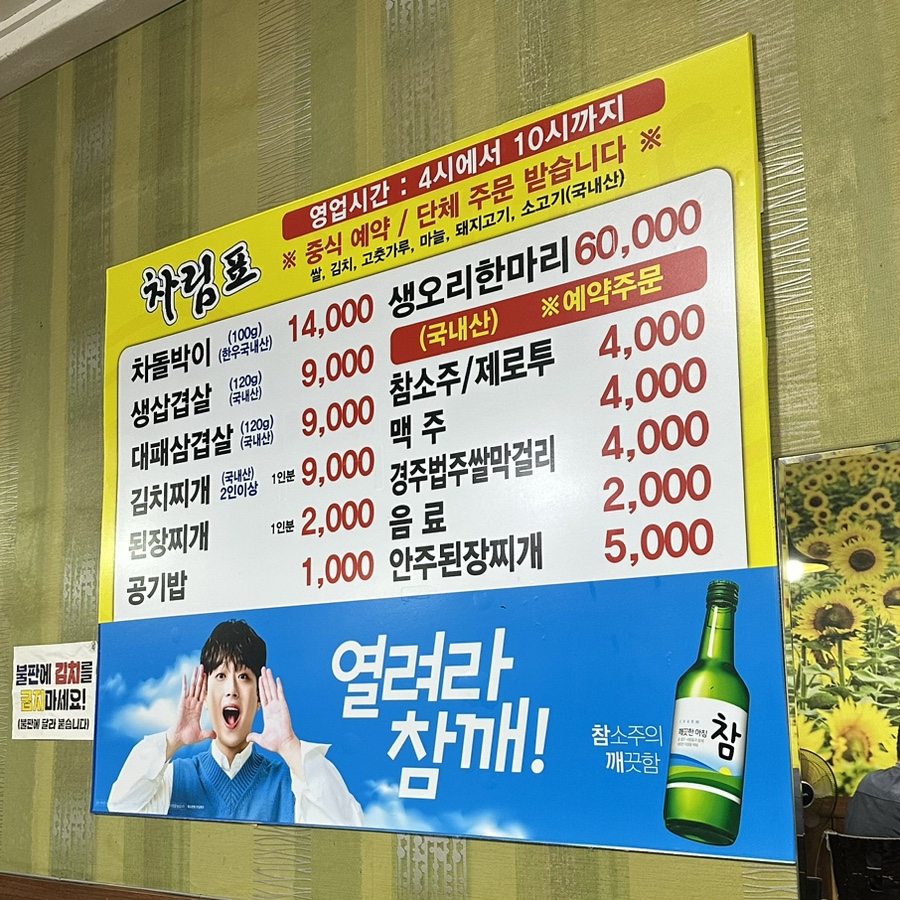 영업시간 : 4시에서 10시까지
※ 중식 예약 / 단체 주문 받습니다 ※
쌀, 김치, 고춧가루, 마늘, 돼지고기, 소고기(국내산)
차림표
차돌박이 (100g) (한우국내산) 14,000
생삼겹살 (120g) (국내산) 9,000
대패삼겹살 (120g) (국내산) 9,000
김치찌개 (국내산) 2인이상 1인분 9,000
된장찌개 1인분 2,000
공기밥 1,000
생오리한마리 60,000
(국내산) ※예약주문
참소주/제로투 4,000
맥 주 4,000
경주법주쌀막걸리 4,000
음 료 2,000
안주된장찌개 5,000
불판에 김치를
굽지마세요!
(불판에 달라 붙습니다)
열려라
참깨!
참소주의
깨끗함
깨끗한 아침
참